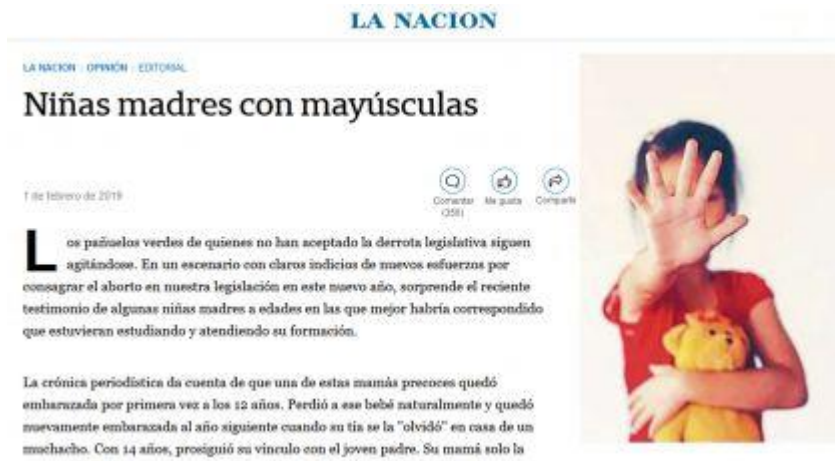 LA NACION
LA NACION OPINIÓN EDITORIAL
Niñas madres con mayúsculas
1 de febrero de 2019
Comentar Me gusta Compartir
(358)
Los pañuelos verdes de quienes no han aceptado la derrota legislativa siguen
agitándose. En un escenario con claros indicios de nuevos esfuerzos por
consagrar el aborto en nuestra legislación en este nuevo año, sorprende el reciente
testimonio de algunas niñas madres a edades en las que mejor habría correspondido
que estuvieran estudiando y atendiendo su formación.
La crónica periodística da cuenta de que una de estas mamás precoces quedó
embarazada por primera vez a los 12 años. Perdió a ese bebé naturalmente y quedó
nuevamente embarazada al año siguiente cuando su tía se la "olvidó" en casa de un
muchacho. Con 14 años, prosiguió su vínculo con el joven padre. Su mamá solo la